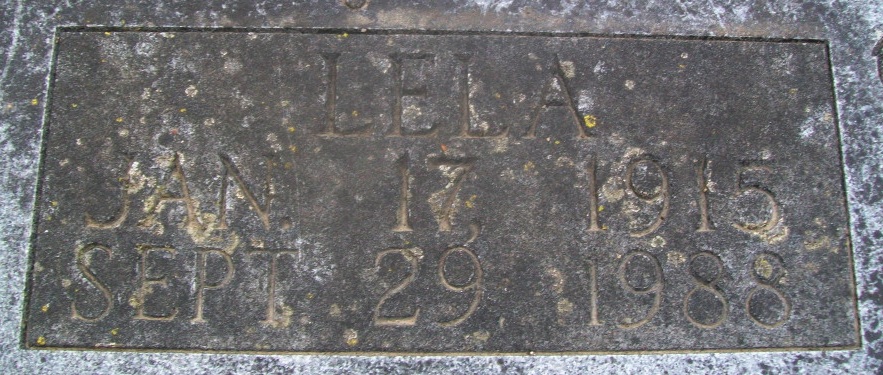 LELA
JAN. 17, 1915
SEPT. 29, 1988